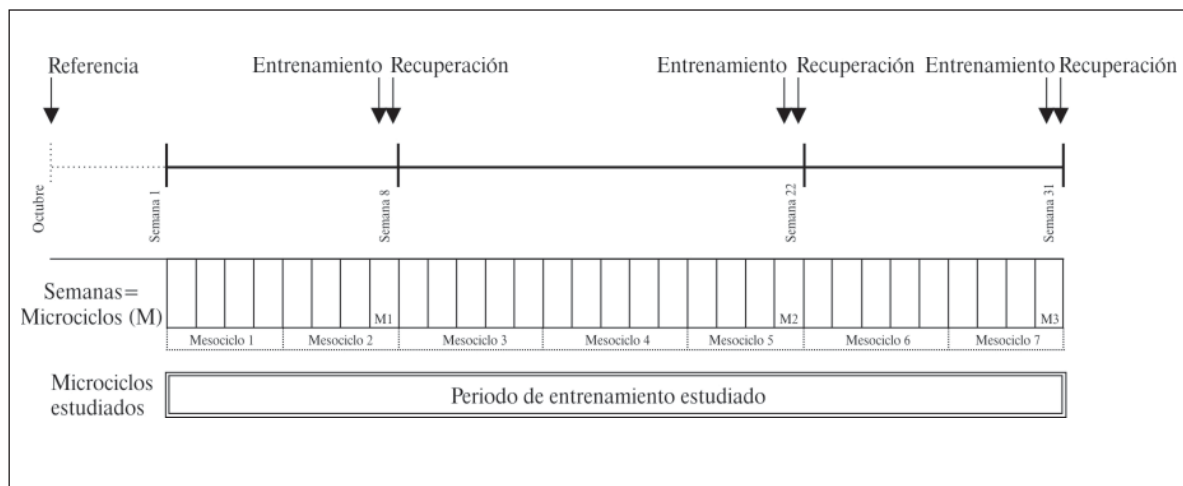 Referencia
Entrenamiento Recuperación
Entrenamiento Recuperación
Entrenamiento Recuperación
Octubre
Semana 1
Semana 8
Semana 22
Semana 31
Semanas=
Microciclos (M)
M1
M2
M3
Mesociclo 1
Mesociclo 2
Mesociclo 3
Mesociclo 4
Mesociclo 5
Mesociclo 6
Mesociclo 7
Microciclos
estudiados
Periodo de entrenamiento estudiado